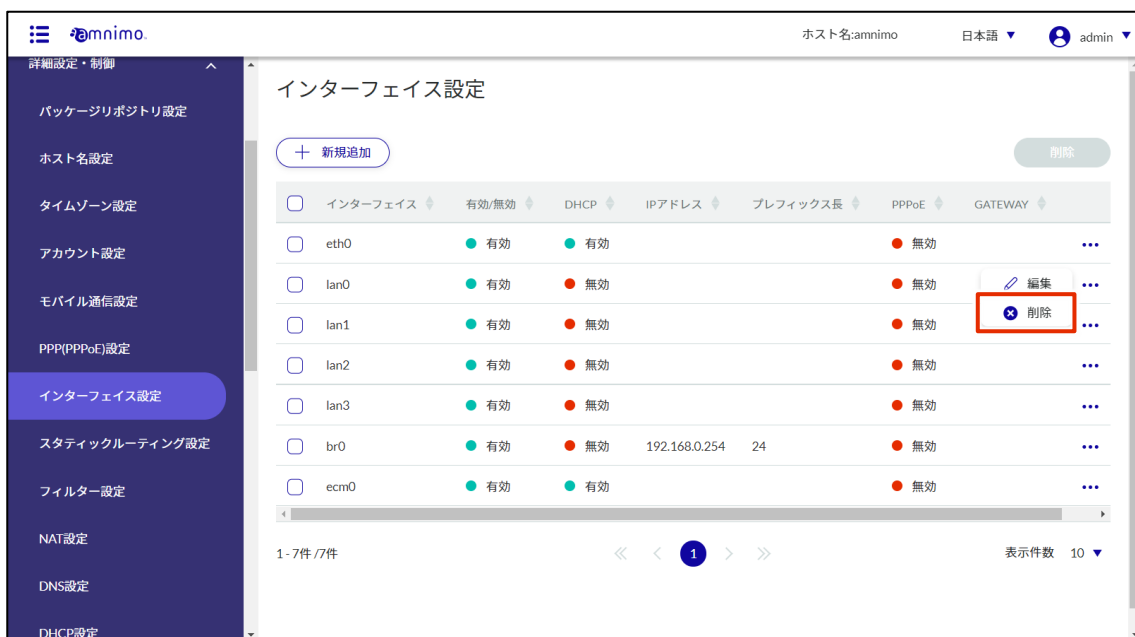 amnimo
ホスト名:amnimo
日本語 ▼
admin ▼
詳細設定・制御
パッケージリポジトリ設定
ホスト名設定
タイムゾーン設定
アカウント設定
モバイル通信設定
PPP(PPPoE)設定
インターフェイス設定
スタティックルーティング設定
フィルター設定
NAT設定
DNS設定
DHCP設定
インターフェイス設定
＋ 新規追加
削除
インターフェイス 有効/無効 DHCP IPアドレス プレフィックス長 PPPoE GATEWAY
eth0 有効 有効 無効 •••
lan0 有効 無効 無効 •••
編集
削除
lan1 有効 無効 無効 •••
lan2 有効 無効 無効 •••
lan3 有効 無効 無効 •••
br0 有効 無効 192.168.0.254 24 無効 •••
ecm0 有効 有効 無効 •••
1 - 7件 /7件
1
表示件数 10 ▼